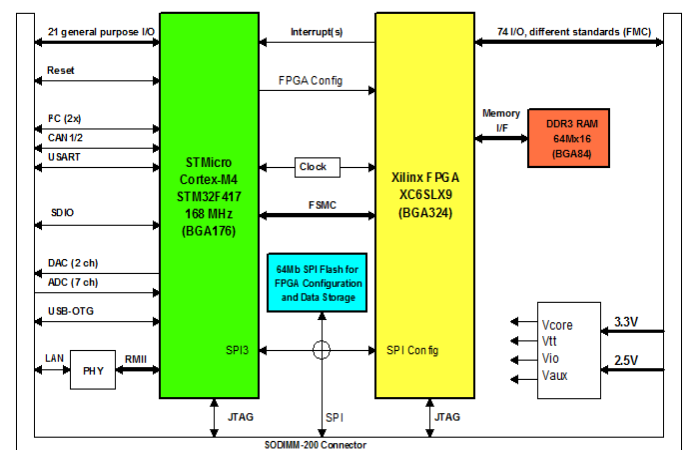 21 general purpose I/O
Interrupt(s)
74 I/O, different standards (FMC)
Reset
FPGA Config
FC (2x)
CAN1/2
USART
STMicro
Cortex-M4
STM32F417
168 MHz
(BGA176)
Clock
FSMC
Xilinx FPGA
XC6SLX9
(BGA324)
Memory
I/F
DDR3 RAM
64Mx16
(BGA84)
SDIO
DAC (2 ch)
ADC (7 ch)
USB-OTG
64Mb SPI Flash for
FPGA Configuration
and Data Storage
Vcore
Vtt
Vio
Vaux
3.3V
2.5V
LAN
PHY
RMII
SPI3
SPI Config
JTAG
SPI
JTAG
SODIMM-200 Connector